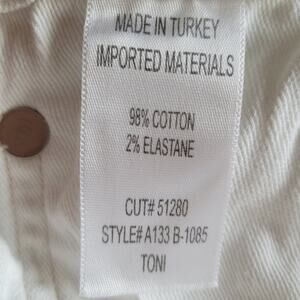 MADE IN TURKEY
IMPORTED MATERIALS
98% COTTON
2% ELASTANE
CUT# 51280
STYLE# A133 B-1085
TONI